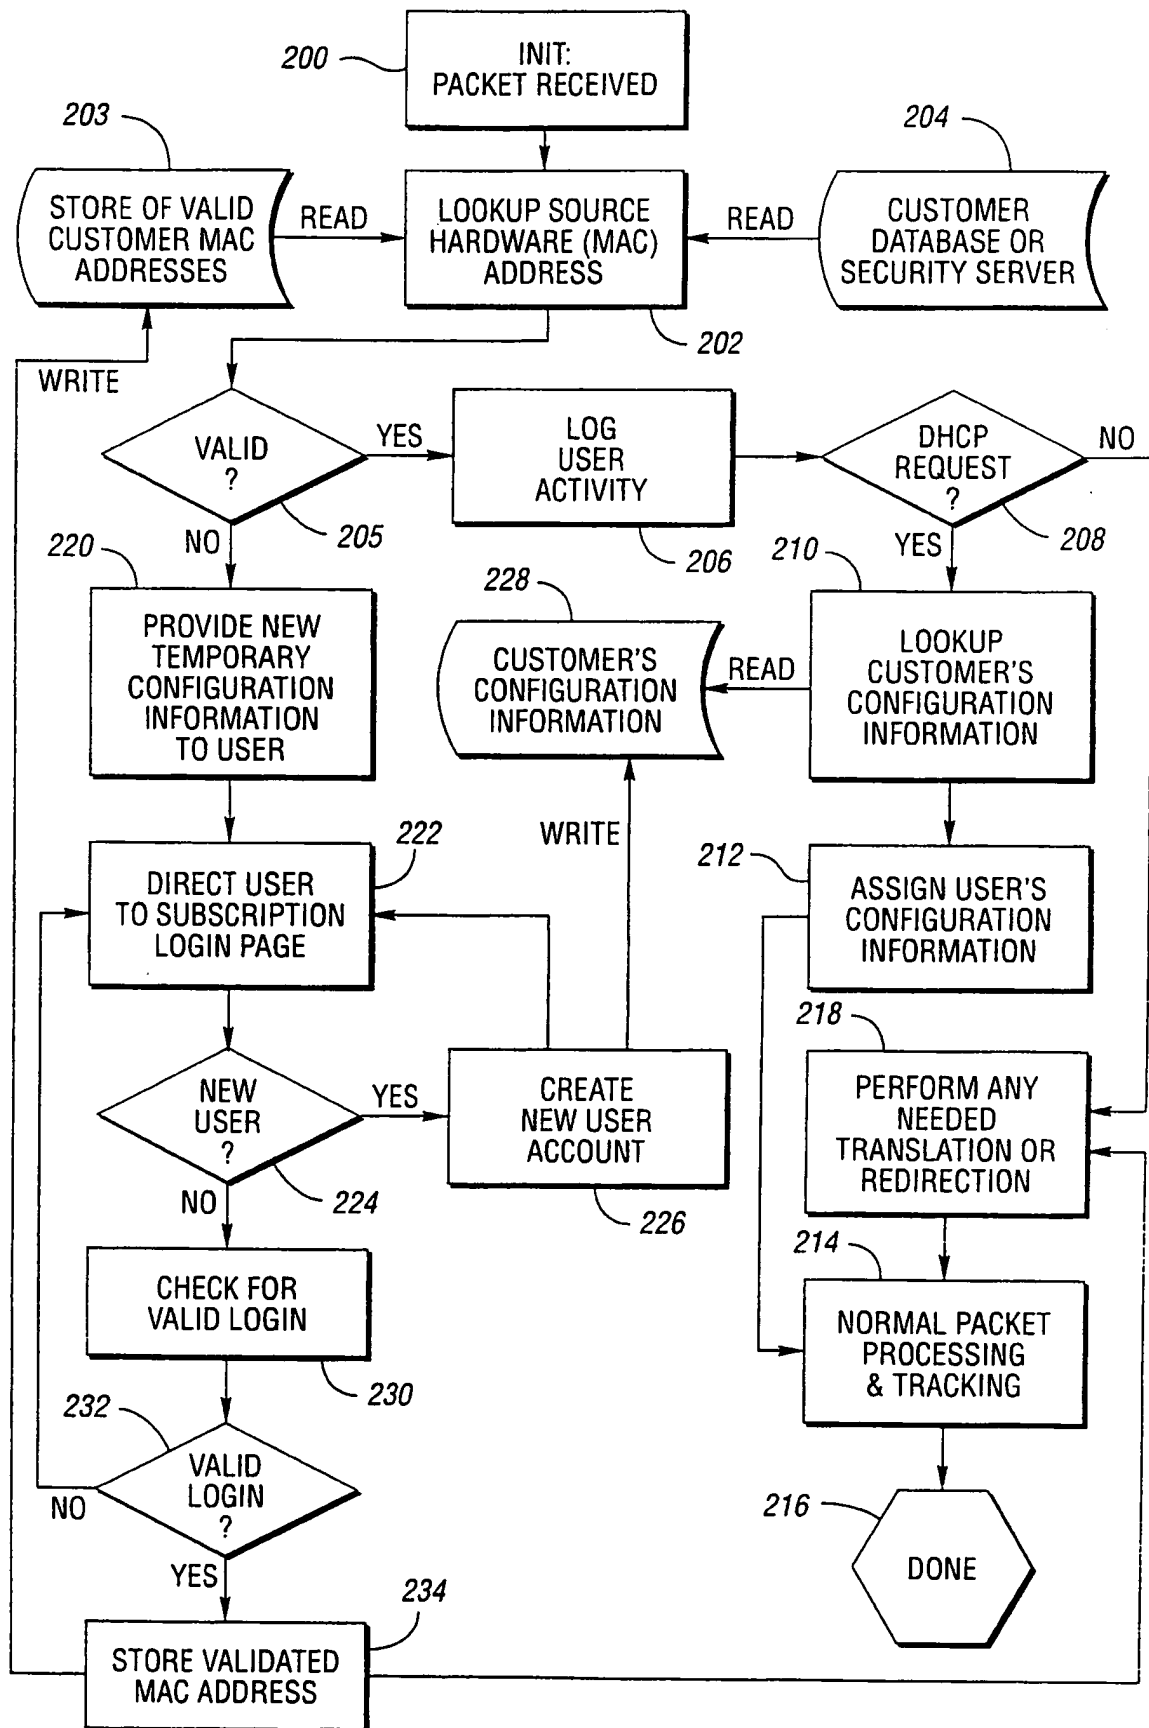 200
INIT:
PACKET RECEIVED
203
204
STORE OF VALID
CUSTOMER MAC
ADDRESSES
READ
LOOKUP SOURCE
HARDWARE (MAC)
ADDRESS
READ
CUSTOMER
DATABASE OR
SECURITY SERVER
202
WRITE
VALID
?
YES
LOG
USER
ACTIVITY
DHCP
REQUEST
?
NO
NO
205
206
YES
208
220
228
210
PROVIDE NEW
TEMPORARY
CONFIGURATION
INFORMATION
TO USER
CUSTOMER'S
CONFIGURATION
INFORMATION
READ
LOOKUP
CUSTOMER'S
CONFIGURATION
INFORMATION
WRITE
222
212
DIRECT USER
TO SUBSCRIPTION
LOGIN PAGE
ASSIGN USER'S
CONFIGURATION
INFORMATION
218
NEW
USER
?
YES
CREATE
NEW USER
ACCOUNT
PERFORM ANY
NEEDED
TRANSLATION OR
REDIRECTION
NO
224
226
214
CHECK FOR
VALID LOGIN
NORMAL PACKET
PROCESSING
& TRACKING
230
232
VALID
LOGIN
?
NO
216
DONE
YES
234
STORE VALIDATED
MAC ADDRESS